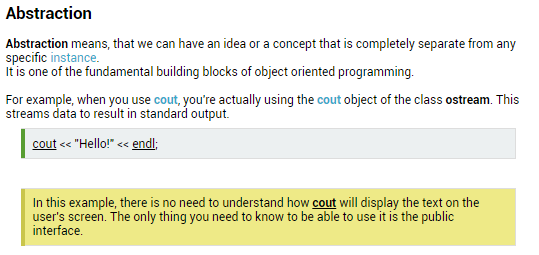 Abstraction
Abstraction means, that we can have an idea or a concept that is completely separate from any
specific instance.
It is one of the fundamental building blocks of object oriented programming.
For example, when you use cout, you're actually using the cout object of the class ostream. This
streams data to result in standard output.
cout << "Hello!" << endl;
In this example, there is no need to understand how cout will display the text on the
user's screen. The only thing you need to know to be able to use it is the public
interface.